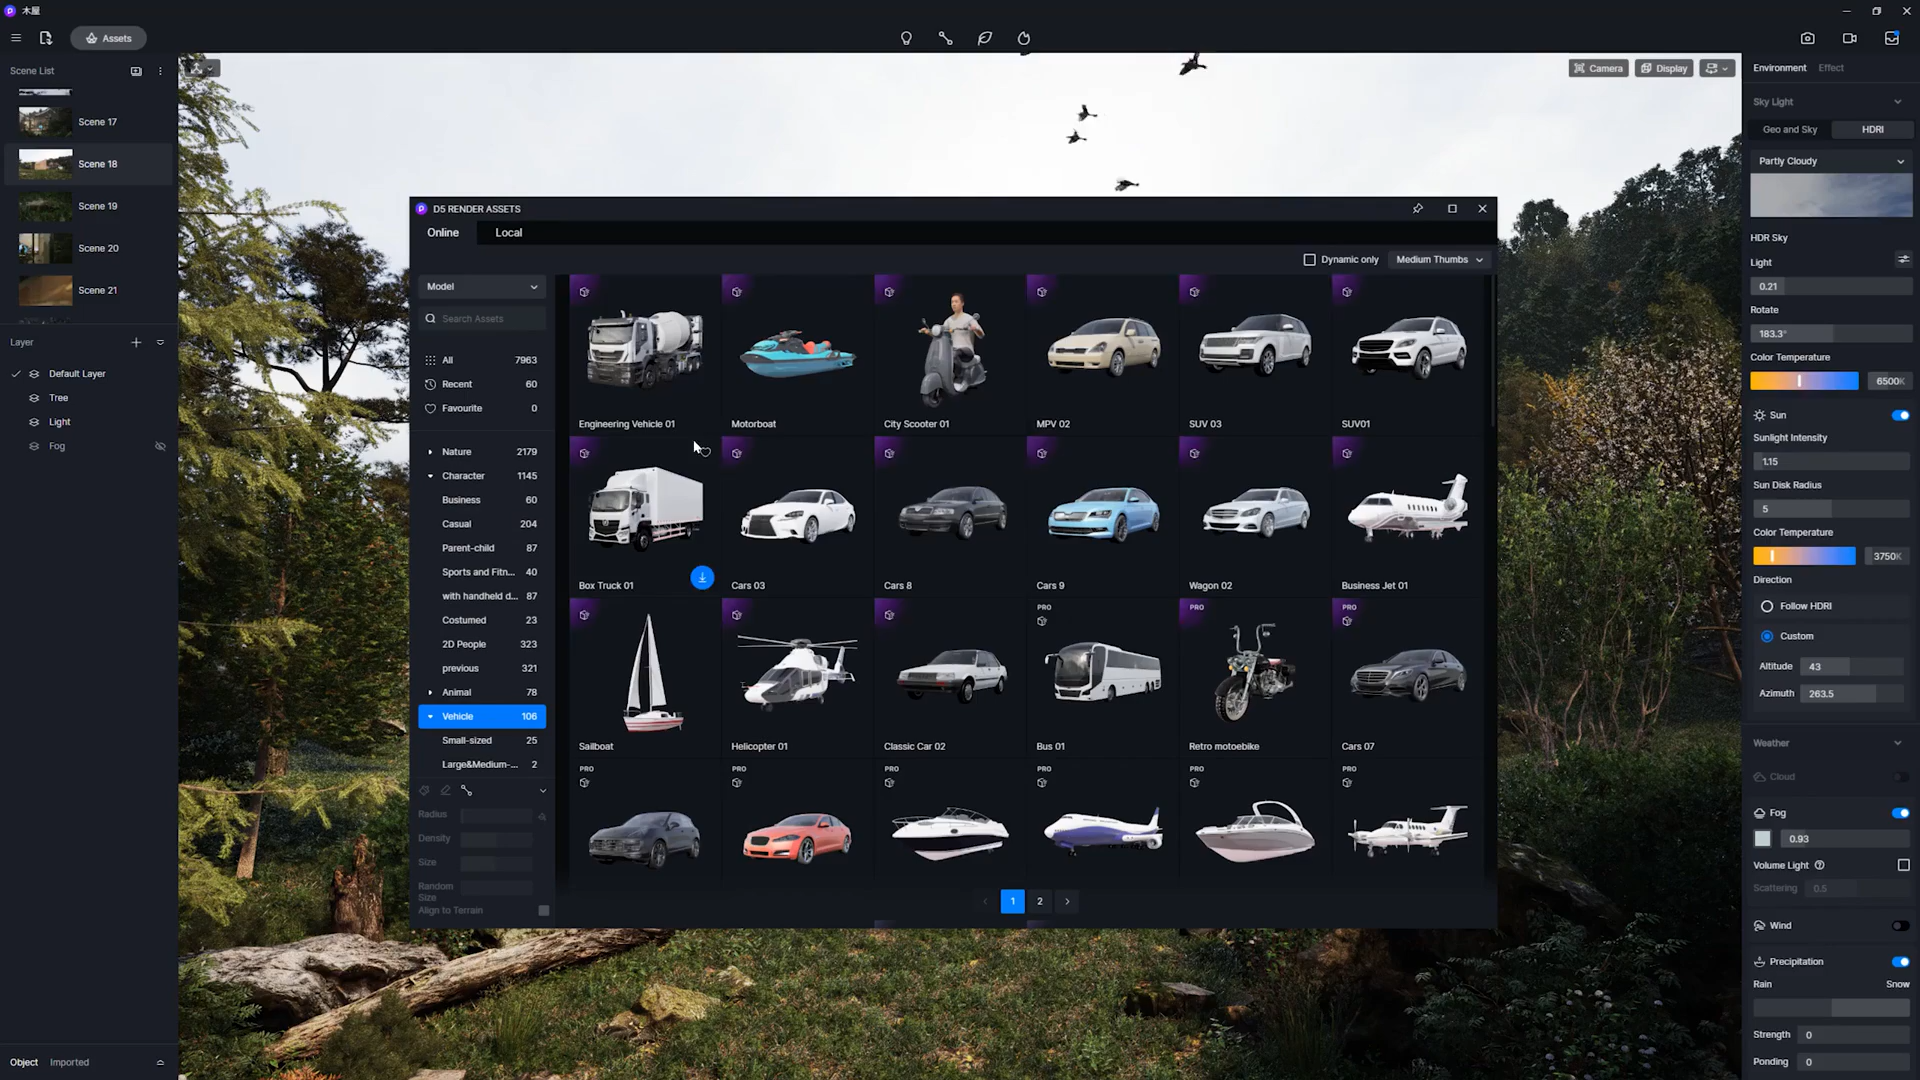 木屋
Assets
Scene List
Scene 17
Scene 18
Scene 19
Scene 20
Scene 21
Layer
Default Layer
Tree
Light
Fog
Object
Imported
Camera
Display
D5 RENDER ASSETS
Online
Local
Dynamic only
Medium Thumbs
Model
Search Assets
All 7963
Recent 60
Favourite 0
Nature 2179
Character 1145
Business 60
Casual 204
Parent-child 87
Sports and Fitn... 40
with handheld d... 87
Costumed 23
2D People 323
previous 321
Animal 78
Vehicle 106
Small-sized 25
Large&Medium-... 2
Radius
Density
Size
Random
Size
Align to Terrain
Engineering Vehicle 01
Motorboat
City Scooter 01
MPV 02
SUV 03
SUV01
Box Truck 01
Cars 03
Cars 8
Cars 9
Wagon 02
Business Jet 01
PRO
PRO
PRO
Sailboat
Helicopter 01
Classic Car 02
Bus 01
Retro motoebike
Cars 07
PRO
PRO
PRO
PRO
PRO
PRO
1
2
Environment
Effect
Sky Light
Geo and Sky
HDRI
Partly Cloudy
HDR Sky
Light
0.21
Rotate
183.3°
Color Temperature
6500K
Sun
Sunlight Intensity
1.15
Sun Disk Radius
5
Color Temperature
3750K
Direction
Follow HDRI
Custom
Altitude 43
Azimuth 263.5
Weather
Cloud
Fog
0.93
Volume Light
Scattering 0.5
Wind
Precipitation
Rain
Snow
Strength 0
Ponding 0